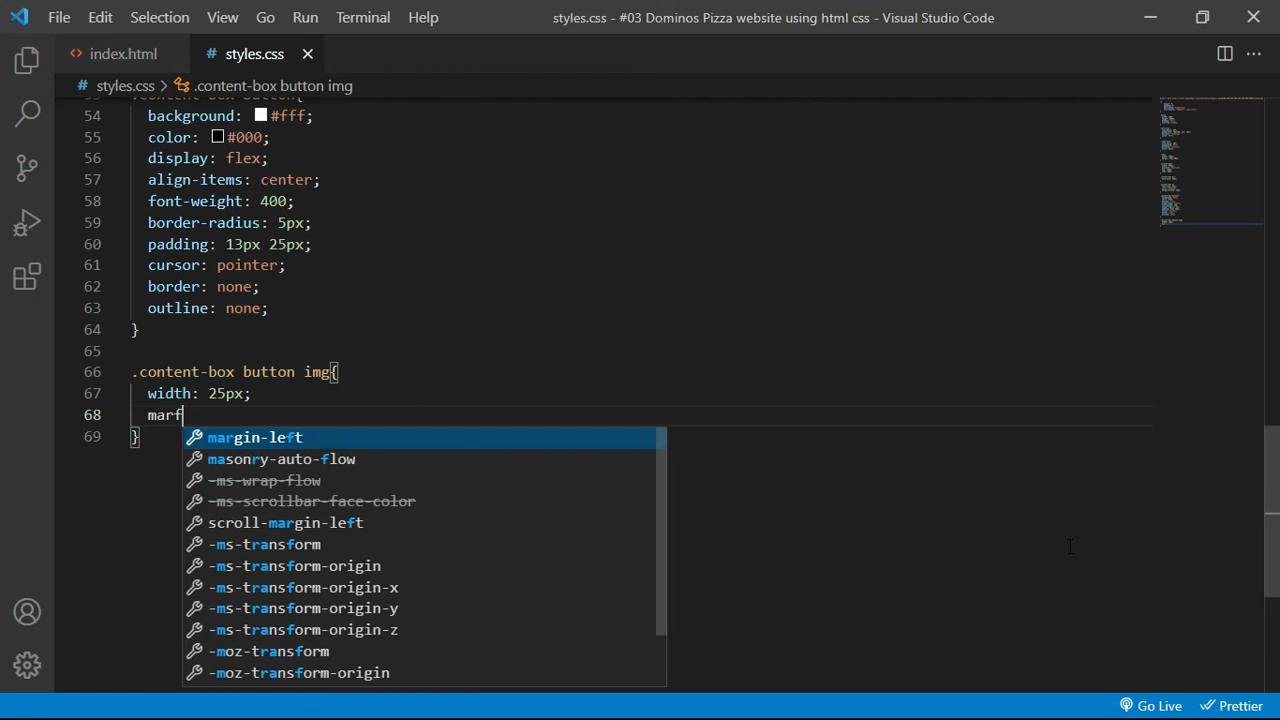 File Edit Selection View Go Run Terminal Help styles.css - #03 Dominos Pizza website using html css - Visual Studio Code
<> index.html # styles.css ×
# styles.css > .content-box button img
53 .content-box button{
54 background: #fff;
55 color: #000;
56 display: flex;
57 align-items: center;
58 font-weight: 400;
59 border-radius: 5px;
60 padding: 13px 25px;
61 cursor: pointer;
62 border: none;
63 outline: none;
64 }
65
66 .content-box button img{
67 width: 25px;
68 marf
69 }
margin-left
masonry-auto-flow
-ms-wrap-flow
-ms-scrollbar-face-color
scroll-margin-left
-ms-transform
-ms-transform-origin
-ms-transform-origin-x
-ms-transform-origin-y
-ms-transform-origin-z
-moz-transform
-moz-transform-origin
Go Live Prettier